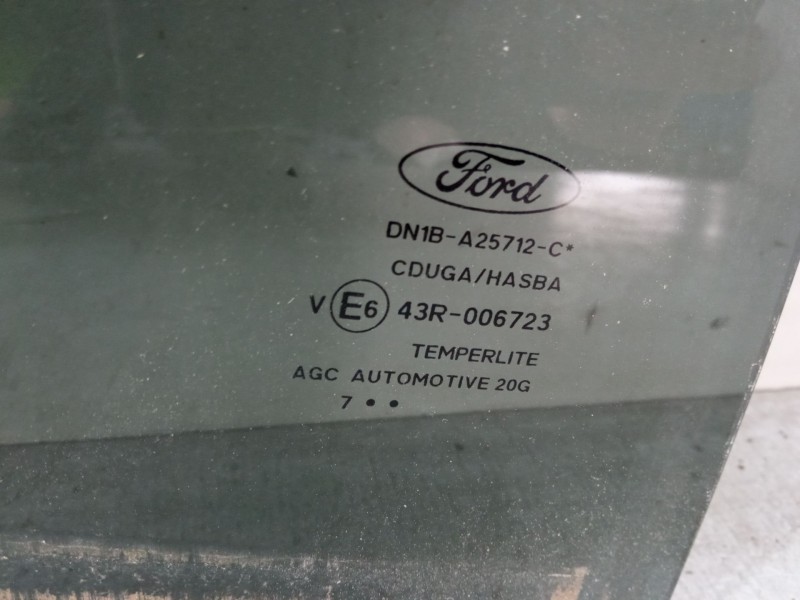 Ford
DN1B-A25712-C*
CDUGA/HASBA
V E6 43R-006723
TEMPERLITE
AGC AUTOMOTIVE 20G
7 • •